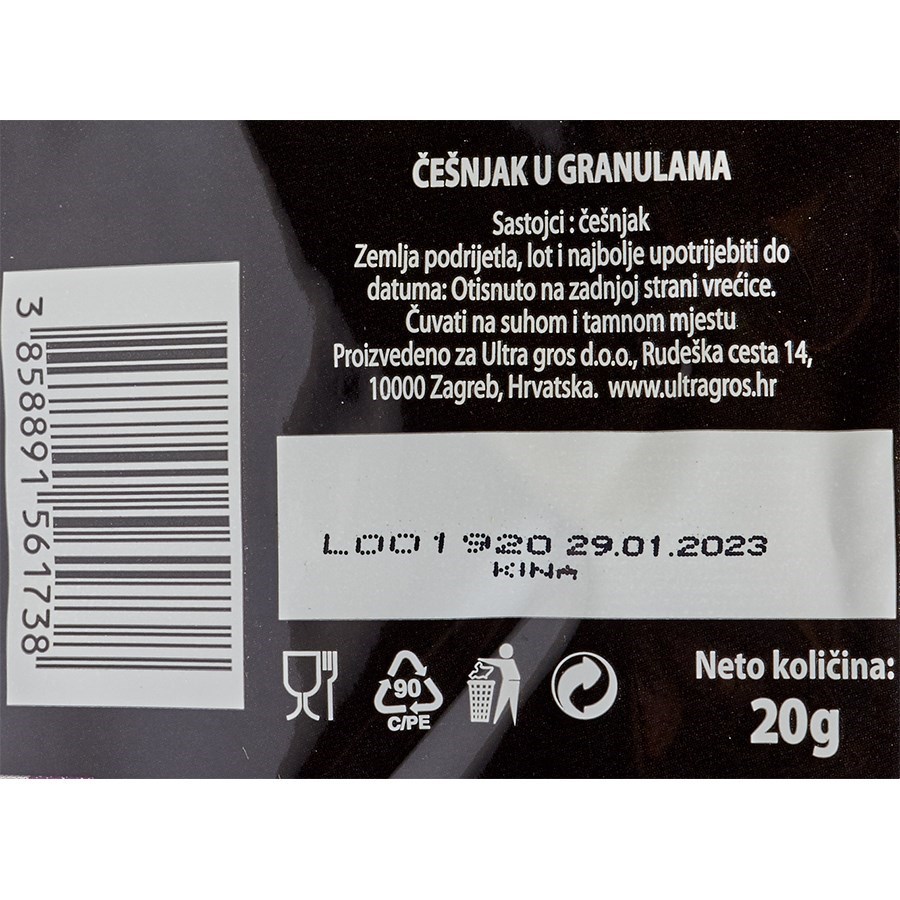 ČEŠNJAK U GRANULAMA
Sastojci : češnjak
Zemlja podrijetla, lot i najbolje upotrijebiti do
datuma: Otisnuto na zadnjoj strani vrećice.
Čuvati na suhom i tamnom mjestu
Proizvedeno za Ultra gros d.o.o., Rudeška cesta 14,
10000 Zagreb, Hrvatska. www.ultragros.hr
3 858891 561738
L001920 29.01.2023
KINA
90
C/PE
Neto količina:
20g